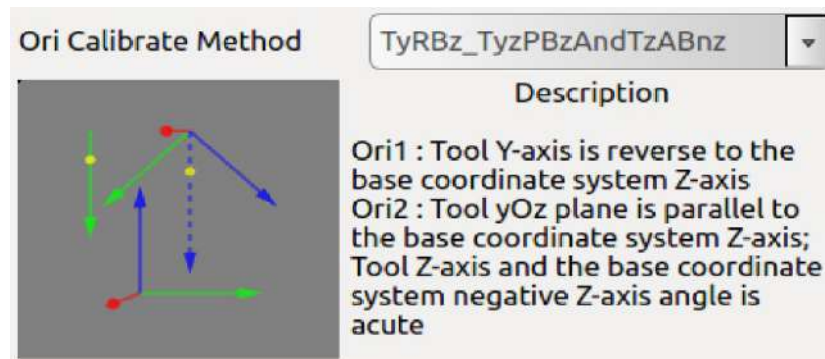 Ori Calibrate Method
TyRBz_TyzPBzAndTzABnz
Description
Ori1 : Tool Y-axis is reverse to the
base coordinate system Z-axis
Ori2 : Tool yOz plane is parallel to
the base coordinate system Z-axis;
Tool Z-axis and the base coordinate
system negative Z-axis angle is
acute